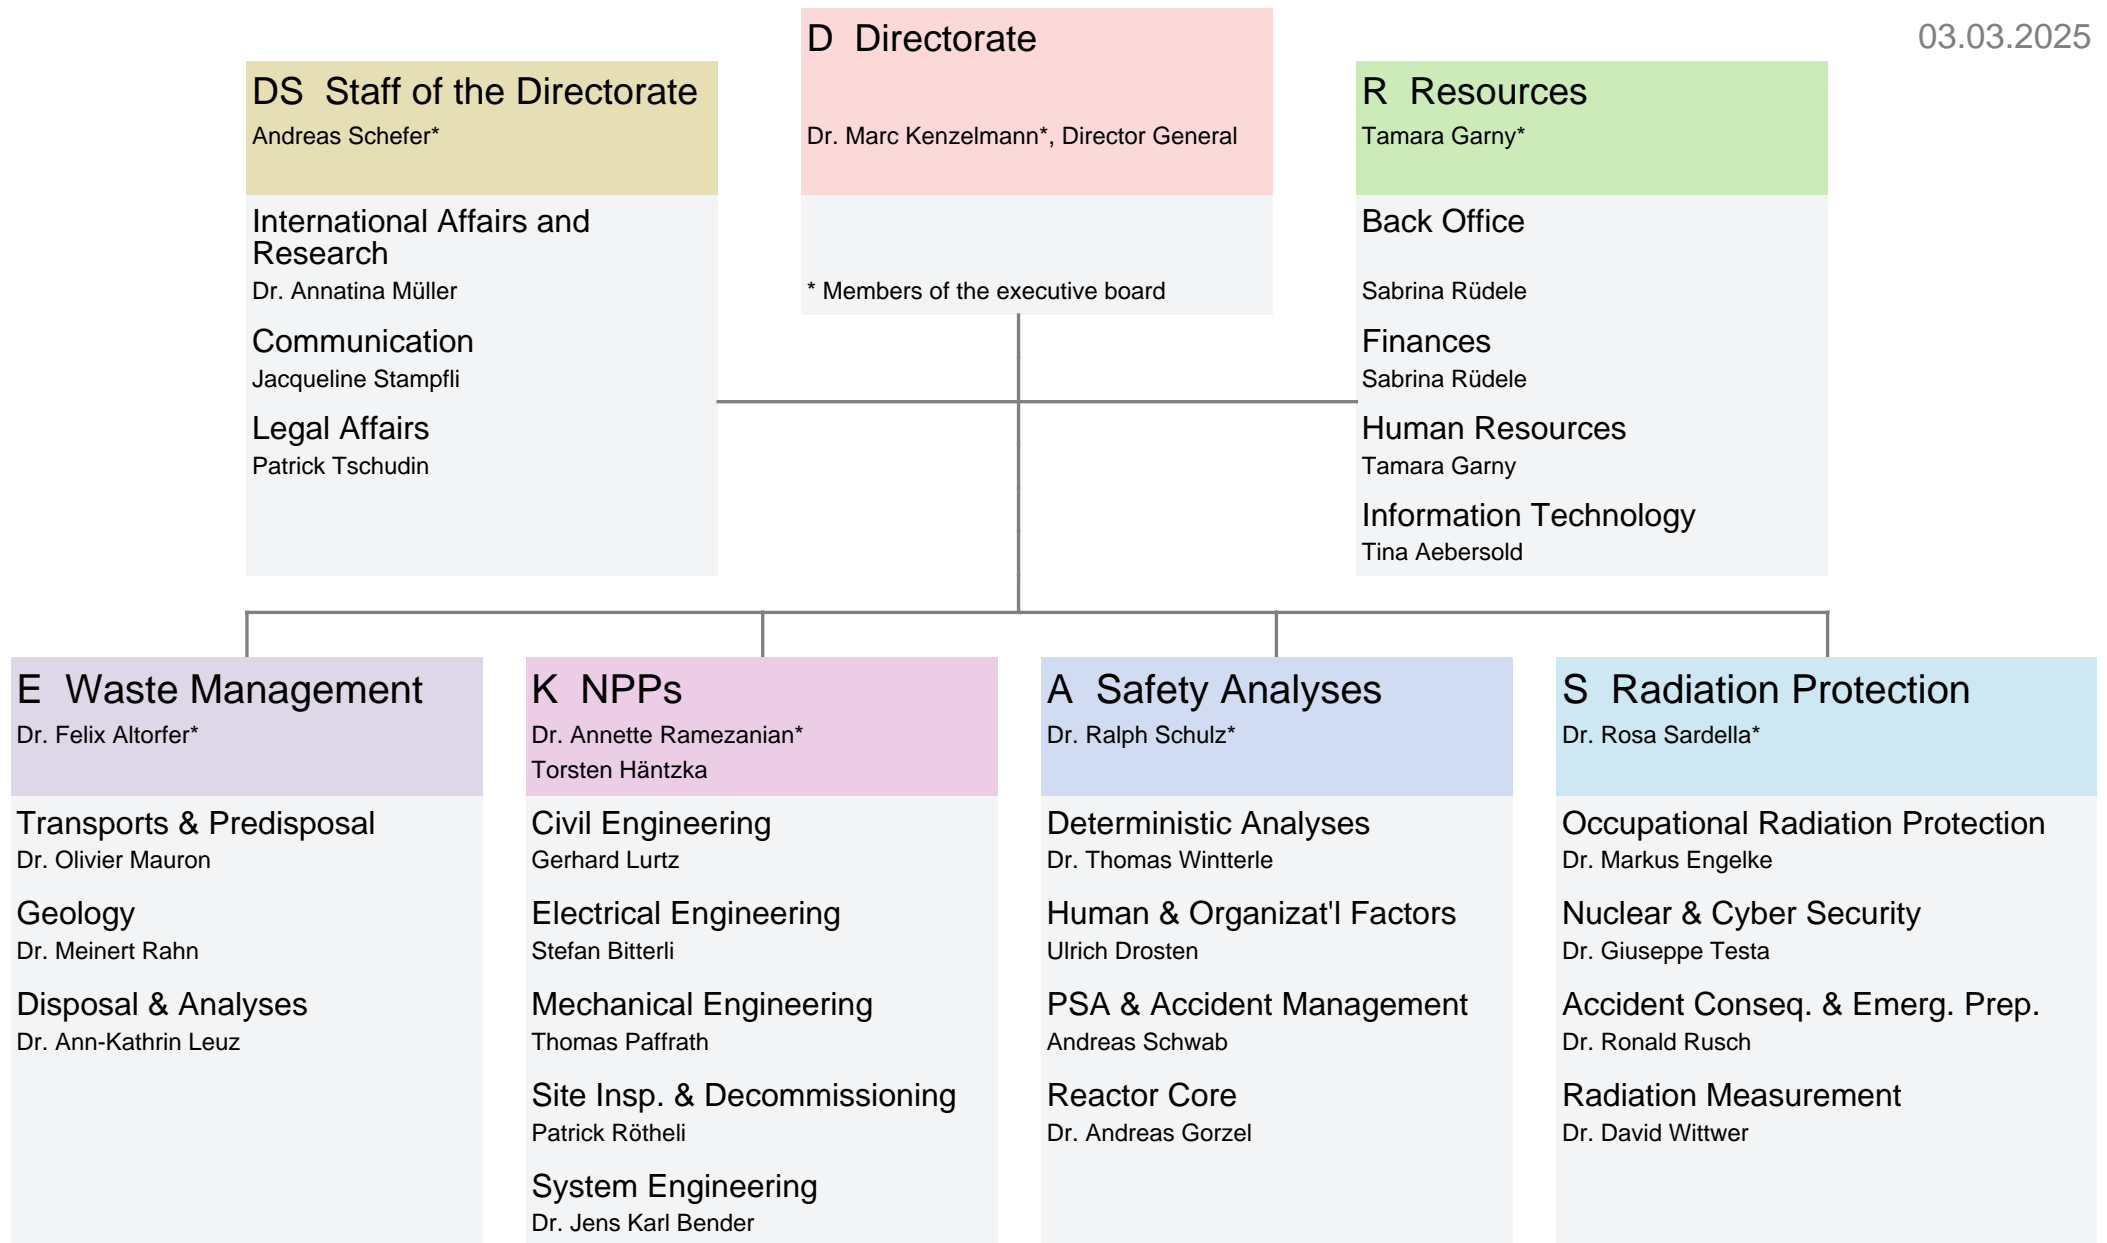 03.03.2025
D Directorate
Dr. Marc Kenzelmann*, Director General
* Members of the executive board
DS Staff of the Directorate
Andreas Schefer*
International Affairs and
Research
Dr. Annatina Müller
Communication
Jacqueline Stampfli
Legal Affairs
Patrick Tschudin
R Resources
Tamara Garny*
Back Office
Sabrina Rüdele
Finances
Sabrina Rüdele
Human Resources
Tamara Garny
Information Technology
Tina Aebersold
E Waste Management
Dr. Felix Altorfer*
Transports & Predisposal
Dr. Olivier Mauron
Geology
Dr. Meinert Rahn
Disposal & Analyses
Dr. Ann-Kathrin Leuz
K NPPs
Dr. Annette Ramezanian*
Torsten Häntzka
Civil Engineering
Gerhard Lurtz
Electrical Engineering
Stefan Bitterli
Mechanical Engineering
Thomas Paffrath
Site Insp. & Decommissioning
Patrick Rötheli
System Engineering
Dr. Jens Karl Bender
A Safety Analyses
Dr. Ralph Schulz*
Deterministic Analyses
Dr. Thomas Wintterle
Human & Organizat'l Factors
Ulrich Drosten
PSA & Accident Management
Andreas Schwab
Reactor Core
Dr. Andreas Gorzel
S Radiation Protection
Dr. Rosa Sardella*
Occupational Radiation Protection
Dr. Markus Engelke
Nuclear & Cyber Security
Dr. Giuseppe Testa
Accident Conseq. & Emerg. Prep.
Dr. Ronald Rusch
Radiation Measurement
Dr. David Wittwer